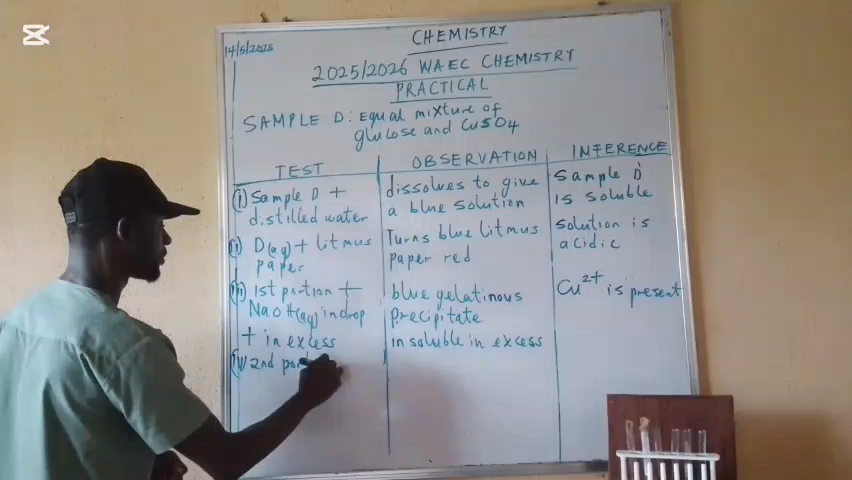 14/5/2025
CHEMISTRY
2025/2026 WAEC CHEMISTRY
PRACTICAL
SAMPLE D: Equal mixture of
glucose and CuSO4
TEST
OBSERVATION
INFERENCE
(i) Sample D +
distilled water
dissolves to give
a blue solution
Sample D
is soluble
(ii) D(aq) + litmus
paper
Turns blue litmus
paper red
solution is
acidic
(iii) 1st portion +
NaOH(aq) in drop
+ in excess
blue gelatinous
precipitate
insoluble in excess
Cu2+ is present
(iv) 2nd por